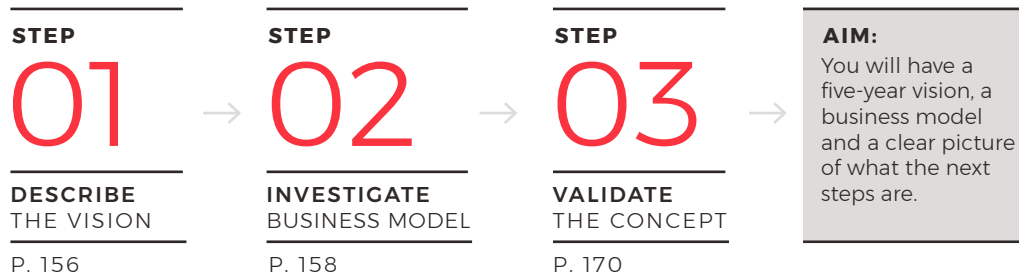 STEP
01
DESCRIBE
THE VISION
P. 156
STEP
02
INVESTIGATE
BUSINESS MODEL
P. 158
STEP
03
VALIDATE
THE CONCEPT
P. 170
AIM:
You will have a
five-year vision, a
business model
and a clear picture
of what the next
steps are.